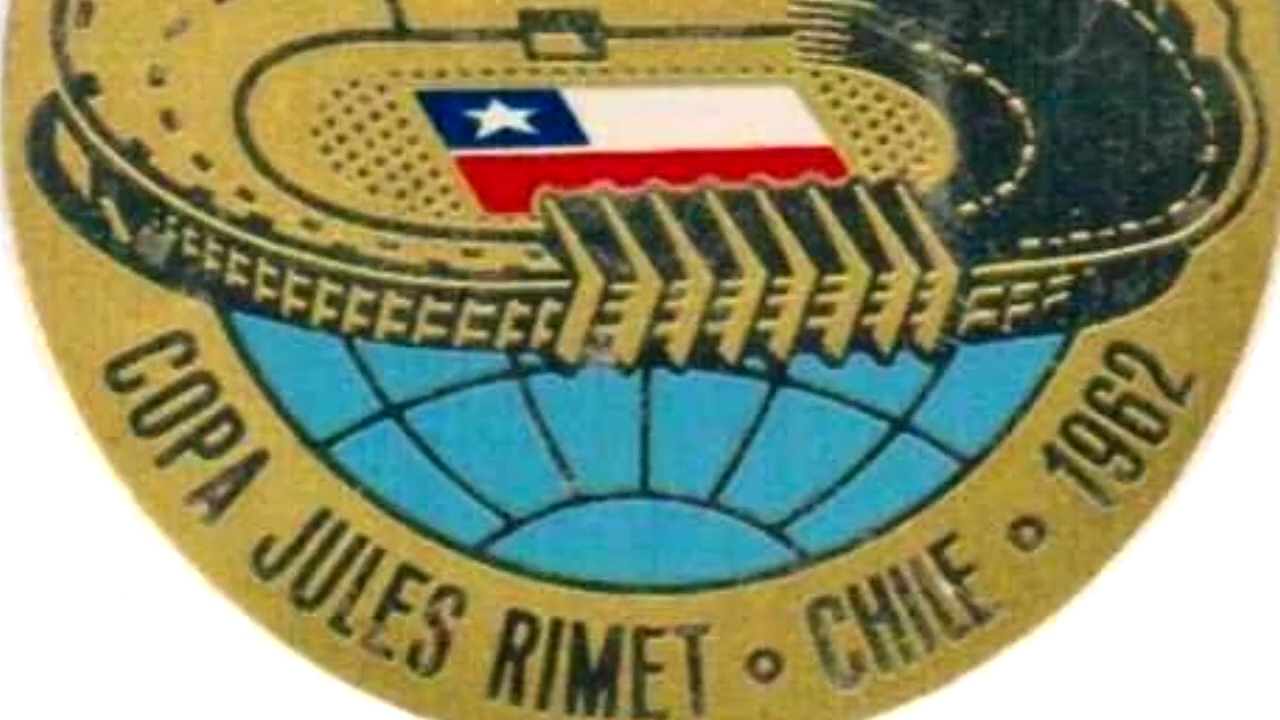 COPA JULES RIMET ∘ CHILE ∘ 1962